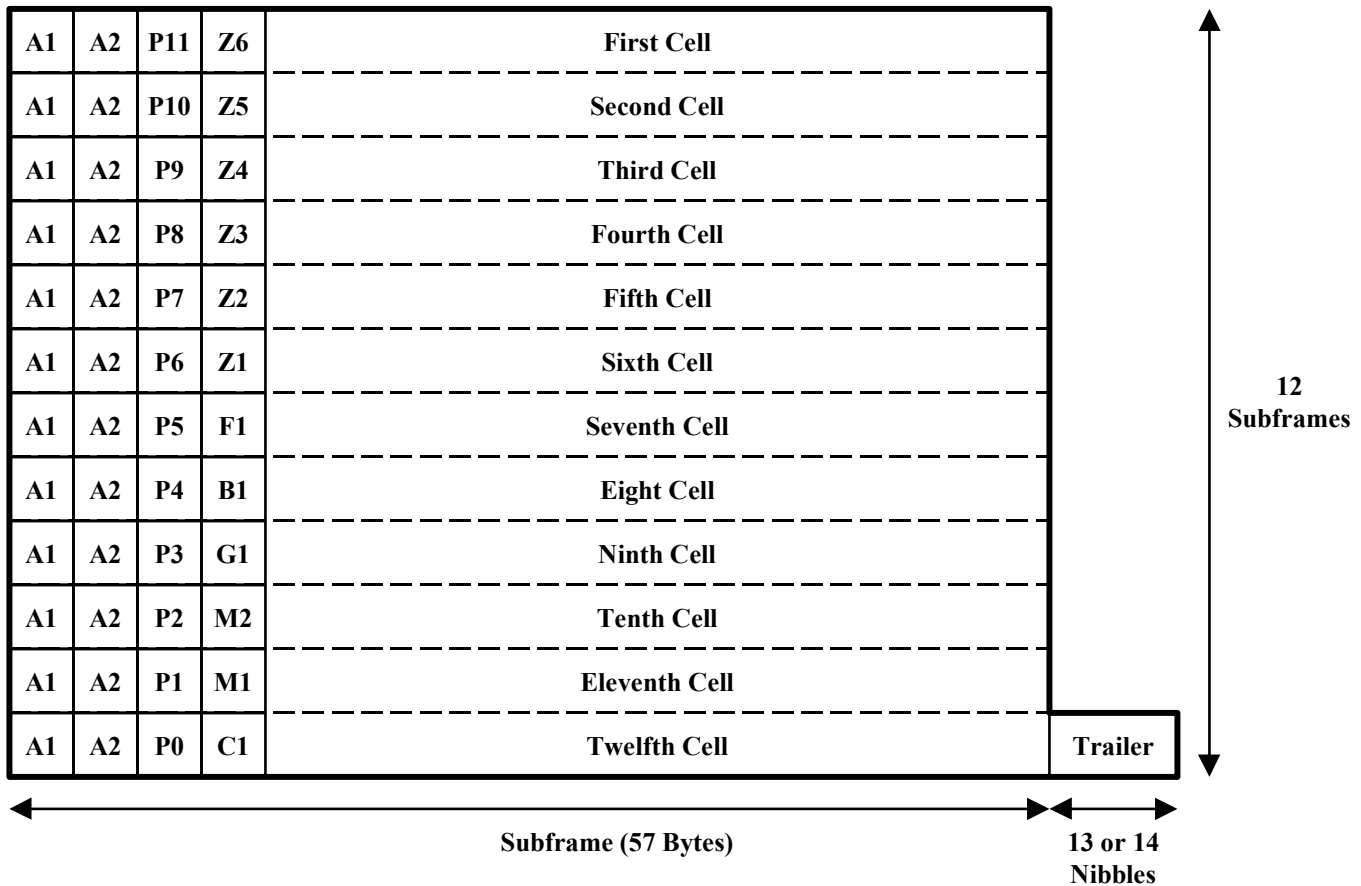 A1 A2 P11 Z6 First Cell
A1 A2 P10 Z5 Second Cell
A1 A2 P9 Z4 Third Cell
A1 A2 P8 Z3 Fourth Cell
A1 A2 P7 Z2 Fifth Cell
A1 A2 P6 Z1 Sixth Cell
A1 A2 P5 F1 Seventh Cell
A1 A2 P4 B1 Eight Cell
A1 A2 P3 G1 Ninth Cell
A1 A2 P2 M2 Tenth Cell
A1 A2 P1 M1 Eleventh Cell
A1 A2 P0 C1 Twelfth Cell Trailer
12
Subframes
Subframe (57 Bytes)
13 or 14
Nibbles